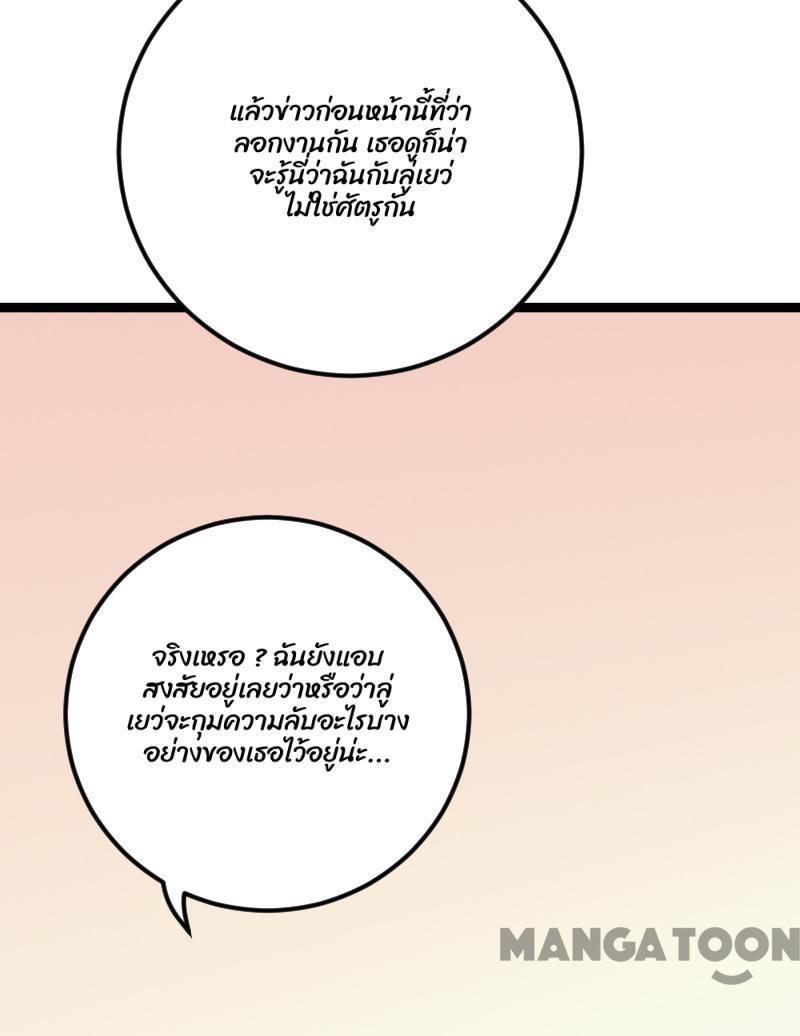 แล้วข่าวก่อนหน้านี้ที่ว่า
ลอกงานกัน เธอดูก็น่า
จะรู้นี่ว่าฉันกับลู่เยว่
ไม่ใช่ศัตรูกัน
จริงเหรอ ? ฉันยังแอบ
สงสัยอยู่เลยว่าหรือว่าลู่
เยว่จะกุมความลับอะไรบาง
อย่างของเธอไว้อยู่น่ะ...
MANGATOON